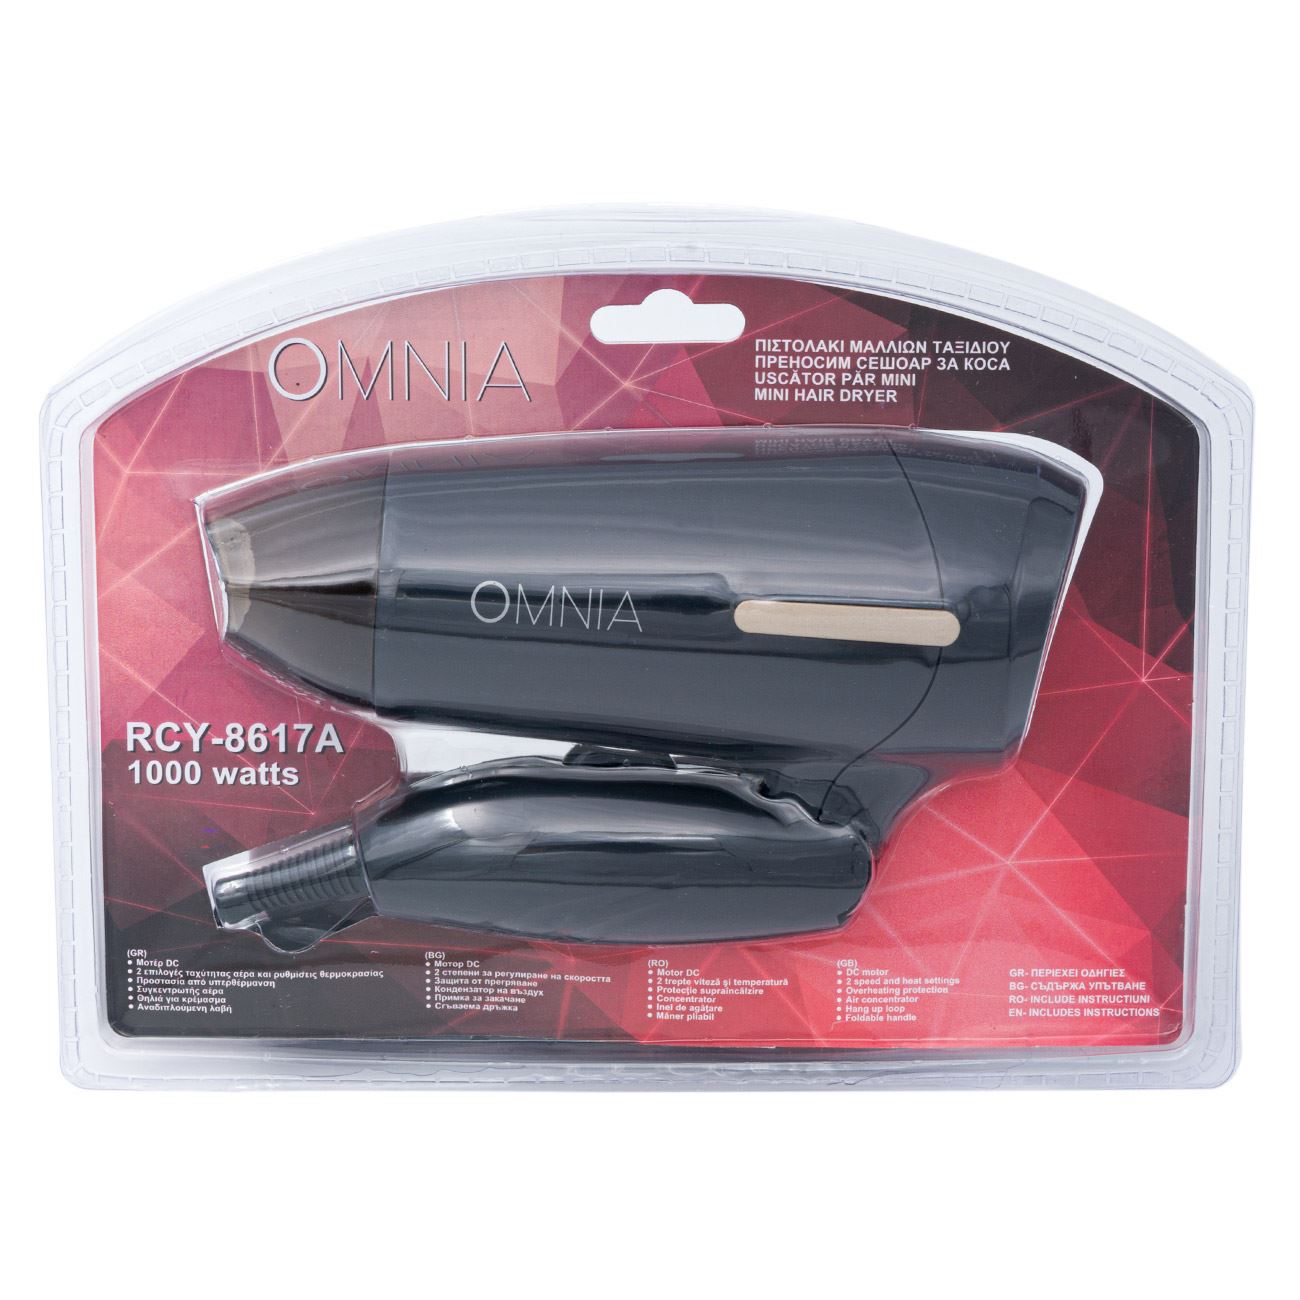 OMNIA
ΠΙΣΤΟΛΑΚΙ ΜΑΛΛΙΩΝ ΤΑΞΙΔΙΟΥ
ПРЕНОСИМ СЕШОАР ЗА КОСА
USCĂTOR PĂR MINI
MINI HAIR DRYER
OMNIA
RCY-8617A
1000 watts
(GR)
• Μοτέρ DC
• 2 επιλογές ταχύτητας αέρα και ρυθμίσεις θερμοκρασίας
• Προστασία από υπερθέρμανση
• Συγκεντρωτής αέρα
• Θηλιά για κρέμασμα
• Αναδιπλούμενη λαβή
(BG)
• Мотор DC
• 2 степени за регулиране на скоростта
• Защита от прегряване
• Кондензатор на въздух
• Примка за закачане
• Сгъваема дръжка
(RO)
• Motor DC
• 2 trepte viteză şi temperatură
• Protecţie supraîncălzire
• Concentrator
• Inel de agăţare
• Mâner pliabil
(GB)
• DC motor
• 2 speed and heat settings
• Overheating protection
• Air concentrator
• Hang up loop
• Foldable handle
GR- ΠΕΡΙΕΧΕΙ ΟΔΗΓΙΕΣ
BG- СЪДЪРЖА УПЪТВАНЕ
RO- INCLUDE INSTRUCTIUNI
EN- INCLUDES INSTRUCTIONS